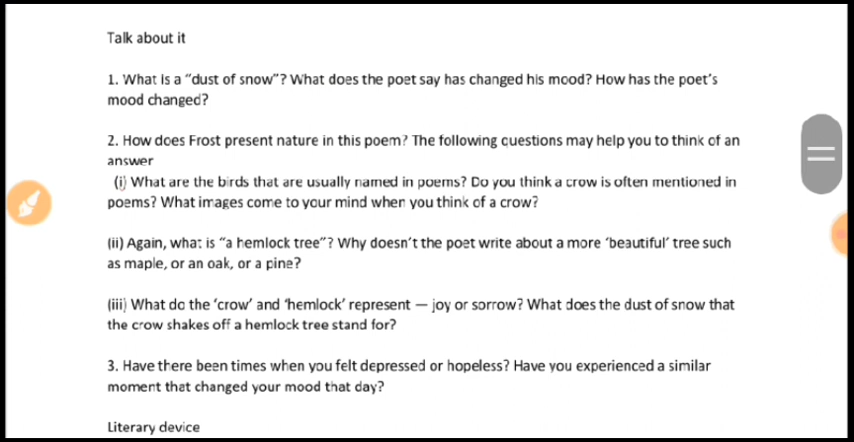 Talk about it
1. What is a "dust of snow"? What does the poet say has changed his mood? How has the poet's
mood changed?
2. How does Frost present nature in this poem? The following questions may help you to think of an
answer
(i) What are the birds that are usually named in poems? Do you think a crow is often mentioned in
poems? What images come to your mind when you think of a crow?
(ii) Again, what is "a hemlock tree"? Why doesn't the poet write about a more 'beautiful' tree such
as maple, or an oak, or a pine?
(iii) What do the 'crow' and 'hemlock' represent — joy or sorrow? What does the dust of snow that
the crow shakes off a hemlock tree stand for?
3. Have there been times when you felt depressed or hopeless? Have you experienced a similar
moment that changed your mood that day?
Literary device